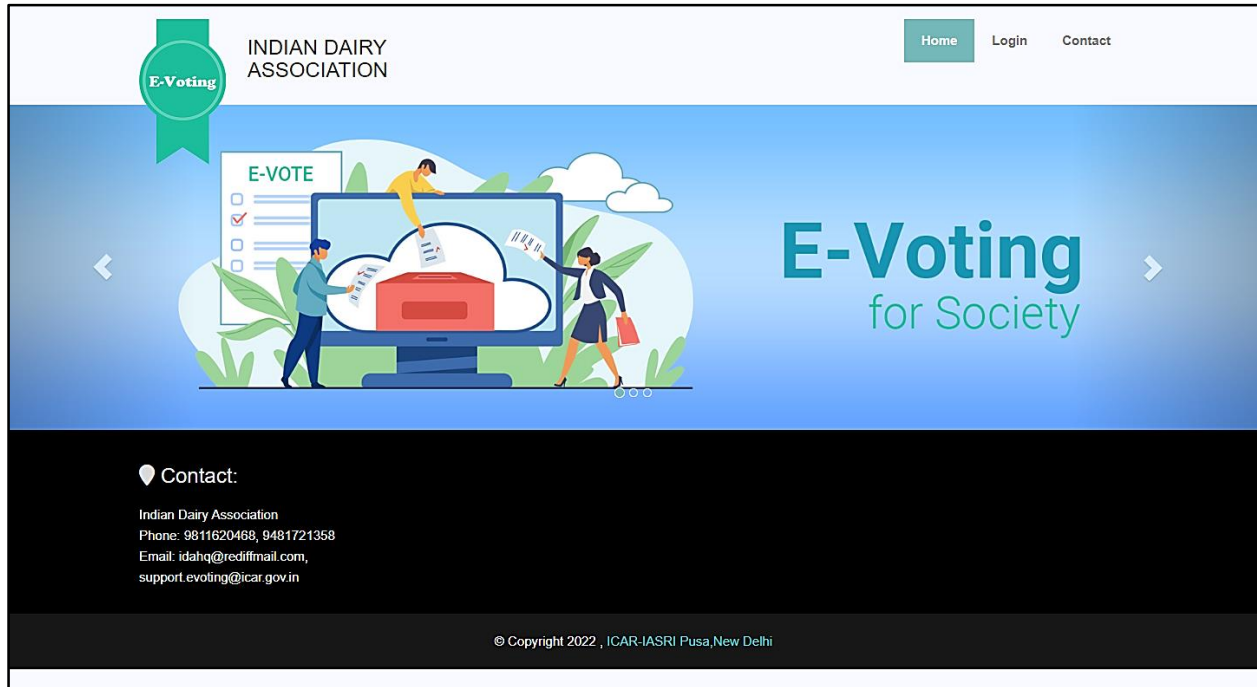 E-Voting
INDIAN DAIRY
ASSOCIATION
Home Login Contact
E-VOTE
E-Voting
for Society
Contact:
Indian Dairy Association
Phone: 9811620468, 9481721358
Email: idahq@rediffmail.com,
support.evoting@icar.gov.in
© Copyright 2022 , ICAR-IASRI Pusa,New Delhi